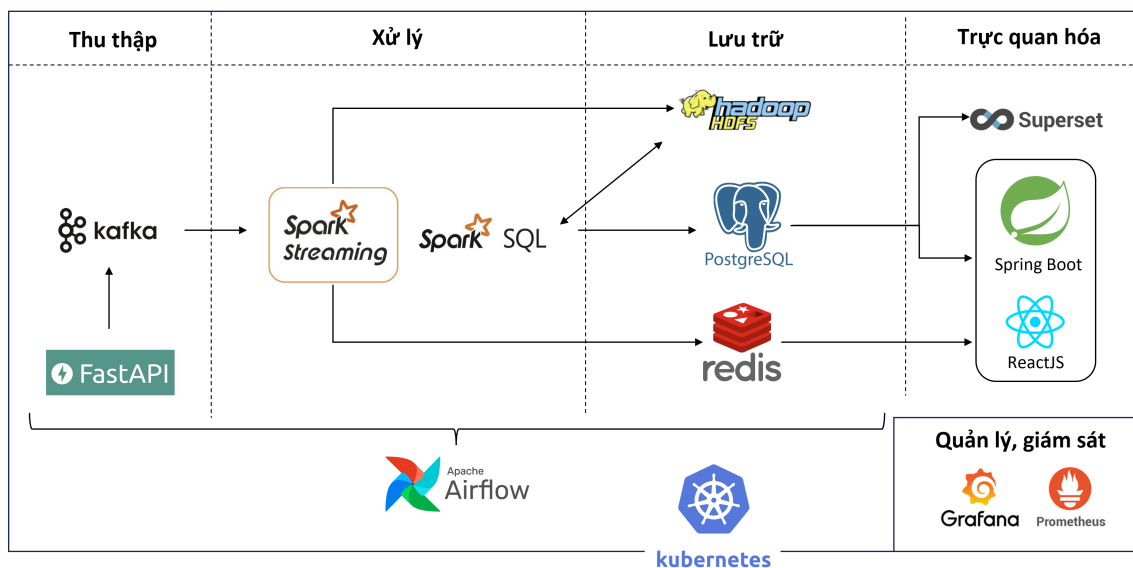 Thu thập
Xử lý
Lưu trữ
Trực quan hóa
hadoop
HDFS
Superset
kafka
Spark
Streaming
Spark SQL
PostgreSQL
Spring Boot
FastAPI
redis
ReactJS
Apache
Airflow
kubernetes
Quản lý, giám sát
Grafana
Prometheus